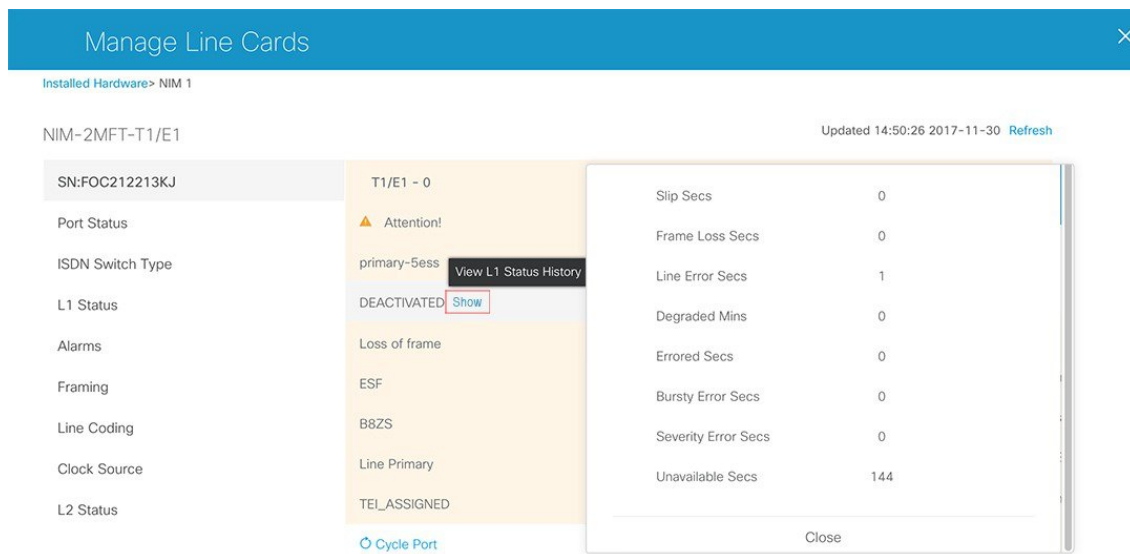 Manage Line Cards
Installed Hardware> NIM 1
NIM-2MFT-T1/E1
Updated 14:50:26 2017-11-30 Refresh
SN:FOC212213KJ
T1/E1 - 0
Port Status
Attention!
ISDN Switch Type
primary-5ess
View L1 Status History
L1 Status
DEACTIVATED Show
Alarms
Loss of frame
Framing
ESF
Line Coding
B8ZS
Clock Source
Line Primary
L2 Status
TEI_ASSIGNED
Cycle Port
Slip Secs 0
Frame Loss Secs 0
Line Error Secs 1
Degraded Mins 0
Errored Secs 0
Bursty Error Secs 0
Severity Error Secs 0
Unavailable Secs 144
Close